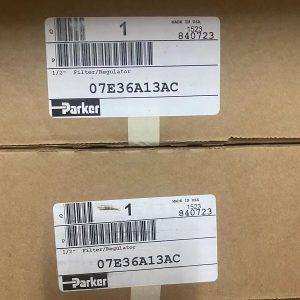 MADE IN USA
Q 1 1523
840723
P
1/2" Filter/Regulator
07E36A13AC
Parker
MADE IN USA
Q 1 1523
840723
P
1/2" Filter/Regulator
07E36A13AC
Parker